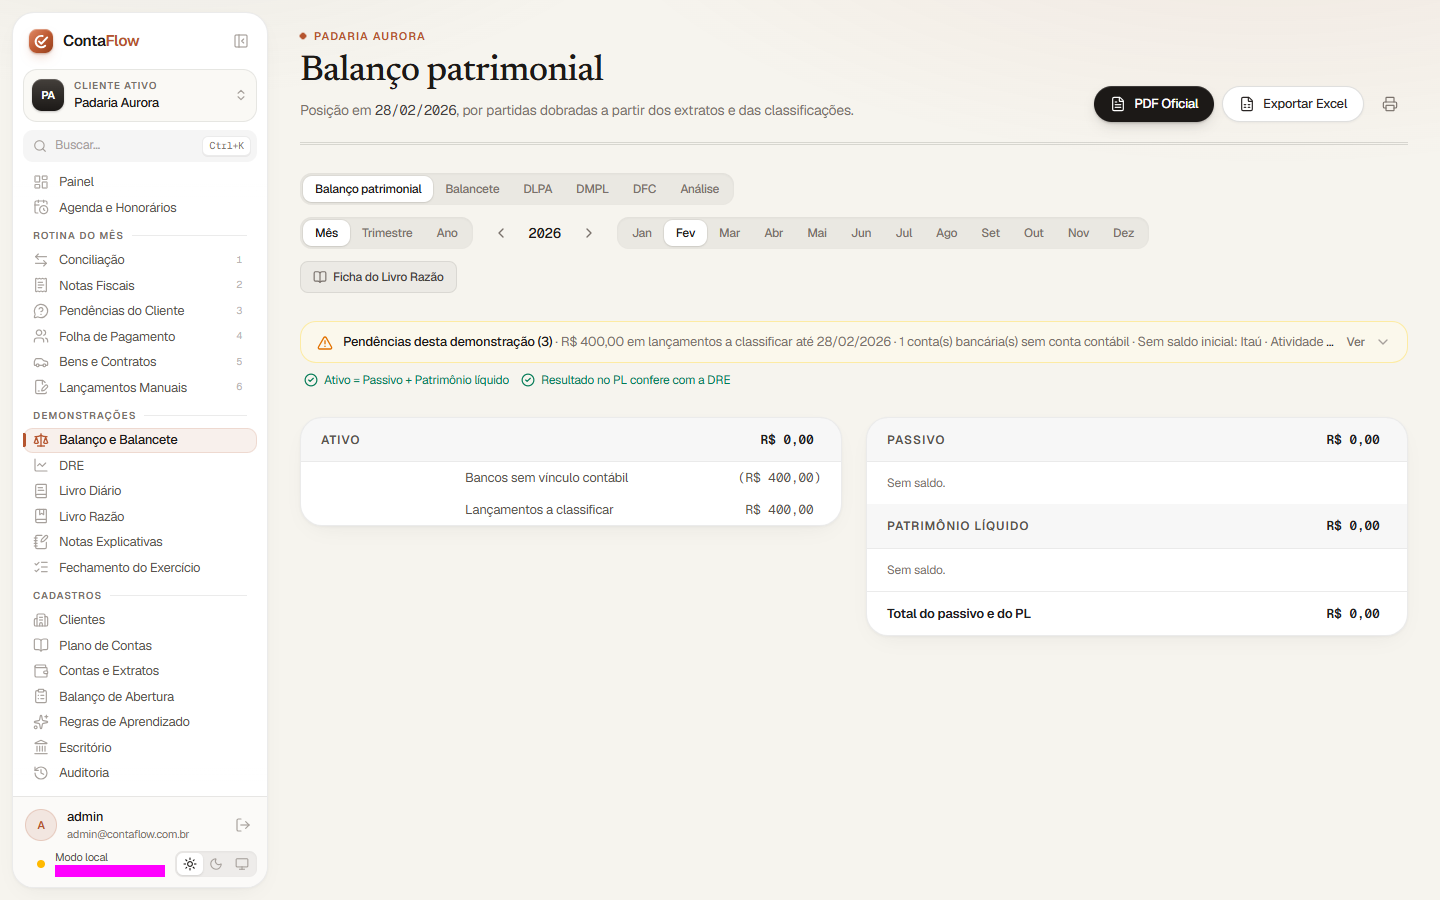 ContaFlow
PA
CLIENTE ATIVO
Padaria Aurora
Buscar...
Ctrl+K
Painel
Agenda e Honorários
ROTINA DO MÊS
Conciliação 1
Notas Fiscais 2
Pendências do Cliente 3
Folha de Pagamento 4
Bens e Contratos 5
Lançamentos Manuais 6
DEMONSTRAÇÕES
Balanço e Balancete
DRE
Livro Diário
Livro Razão
Notas Explicativas
Fechamento do Exercício
CADASTROS
Clientes
Plano de Contas
Contas e Extratos
Balanço de Abertura
Regras de Aprendizado
Escritório
Auditoria
A
admin
admin@contaflow.com.br
Modo local
PADARIA AURORA
Balanço patrimonial
Posição em 28/02/2026, por partidas dobradas a partir dos extratos e das classificações.
PDF Oficial
Exportar Excel
Balanço patrimonial Balancete DLPA DMPL DFC Análise
Mês Trimestre Ano 2026 Jan Fev Mar Abr Mai Jun Jul Ago Set Out Nov Dez
Ficha do Livro Razão
Pendências desta demonstração (3) · R$ 400,00 em lançamentos a classificar até 28/02/2026 · 1 conta(s) bancária(s) sem conta contábil · Sem saldo inicial: Itaú · Atividade ... Ver
Ativo = Passivo + Patrimônio líquido Resultado no PL confere com a DRE
ATIVO R$ 0,00
Bancos sem vínculo contábil (R$ 400,00)
Lançamentos a classificar R$ 400,00
PASSIVO R$ 0,00
Sem saldo.
PATRIMÔNIO LÍQUIDO R$ 0,00
Sem saldo.
Total do passivo e do PL R$ 0,00